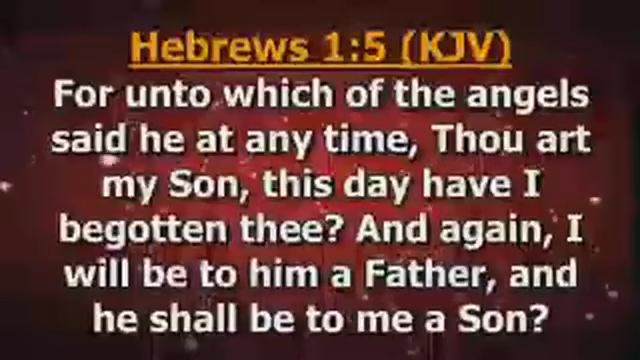 Hebrews 1:5 (KJV)
For unto which of the angels
said he at any time, Thou art
my Son, this day have I
begotten thee? And again, I
will be to him a Father, and
he shall be to me a Son?